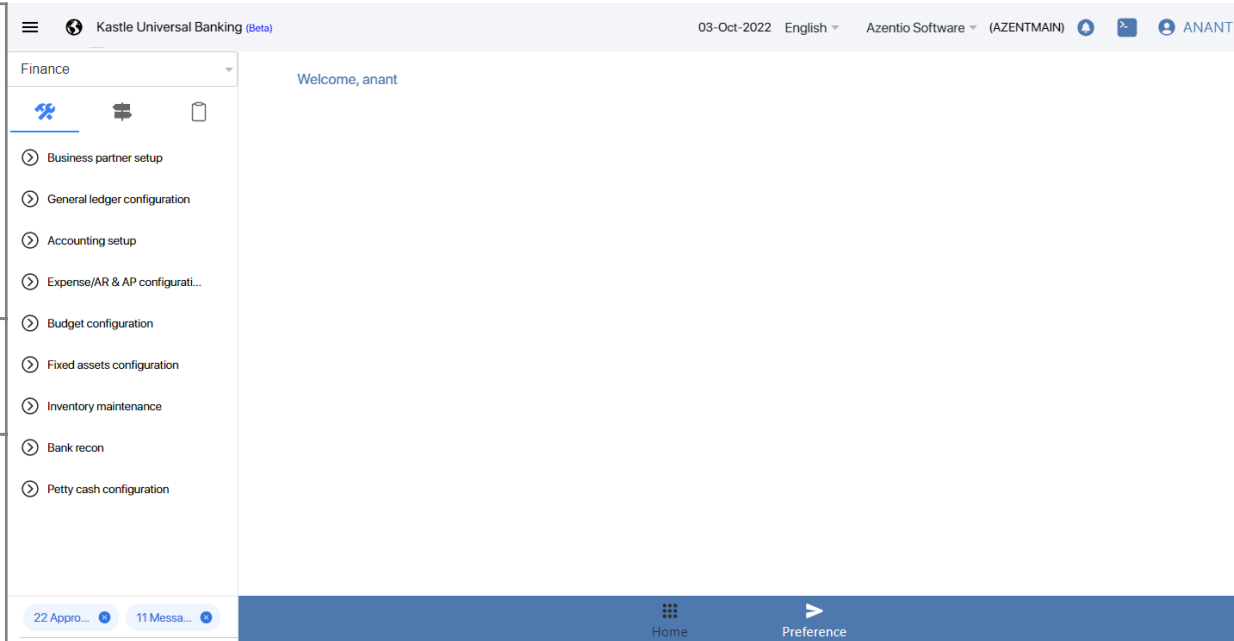 Kastle Universal Banking (Beta) 03-Oct-2022 English Azentio Software (AZENTMAIN) ANANT
Finance
Welcome, anant
Business partner setup
General ledger configuration
Accounting setup
Expense/AR & AP configurati...
Budget configuration
Fixed assets configuration
Inventory maintenance
Bank recon
Petty cash configuration
22 Appro... 11 Messa...
Home Preference